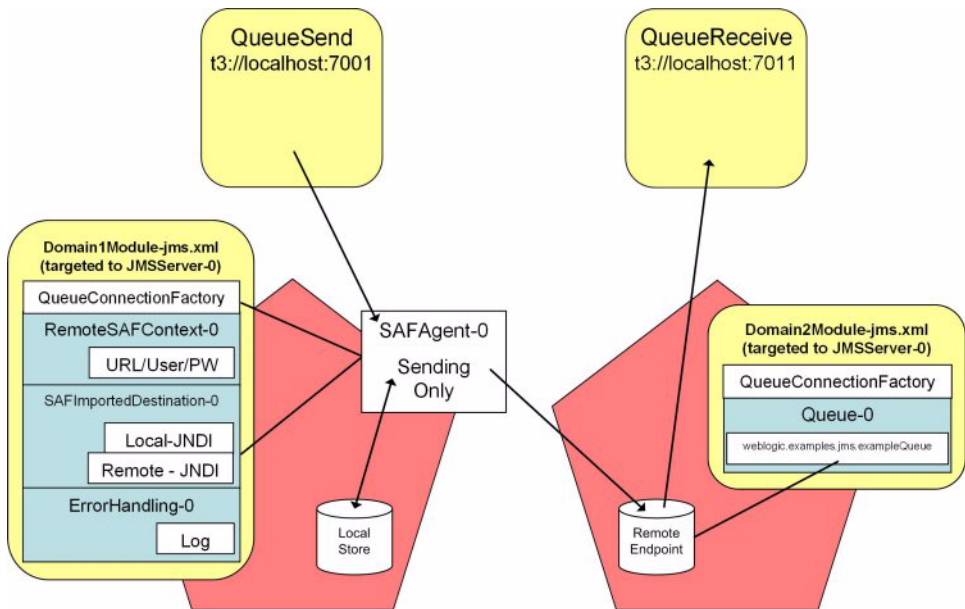 QueueSend
t3://localhost:7001
QueueReceive
t3://localhost:7011
Domain1Module-jms.xml
(targeted to JMSServer-0)
QueueConnectionFactory
RemoteSAFContext-0
URL/User/PW
SAFImportedDestination-0
Local-JNDI
Remote - JNDI
ErrorHandling-0
Log
SAFAgent-0
Sending
Only
Local
Store
Remote
Endpoint
Domain2Module-jms.xml
(targeted to JMSServer-0)
QueueConnectionFactory
Queue-0
weblogic.examples.jms.exampleQueue